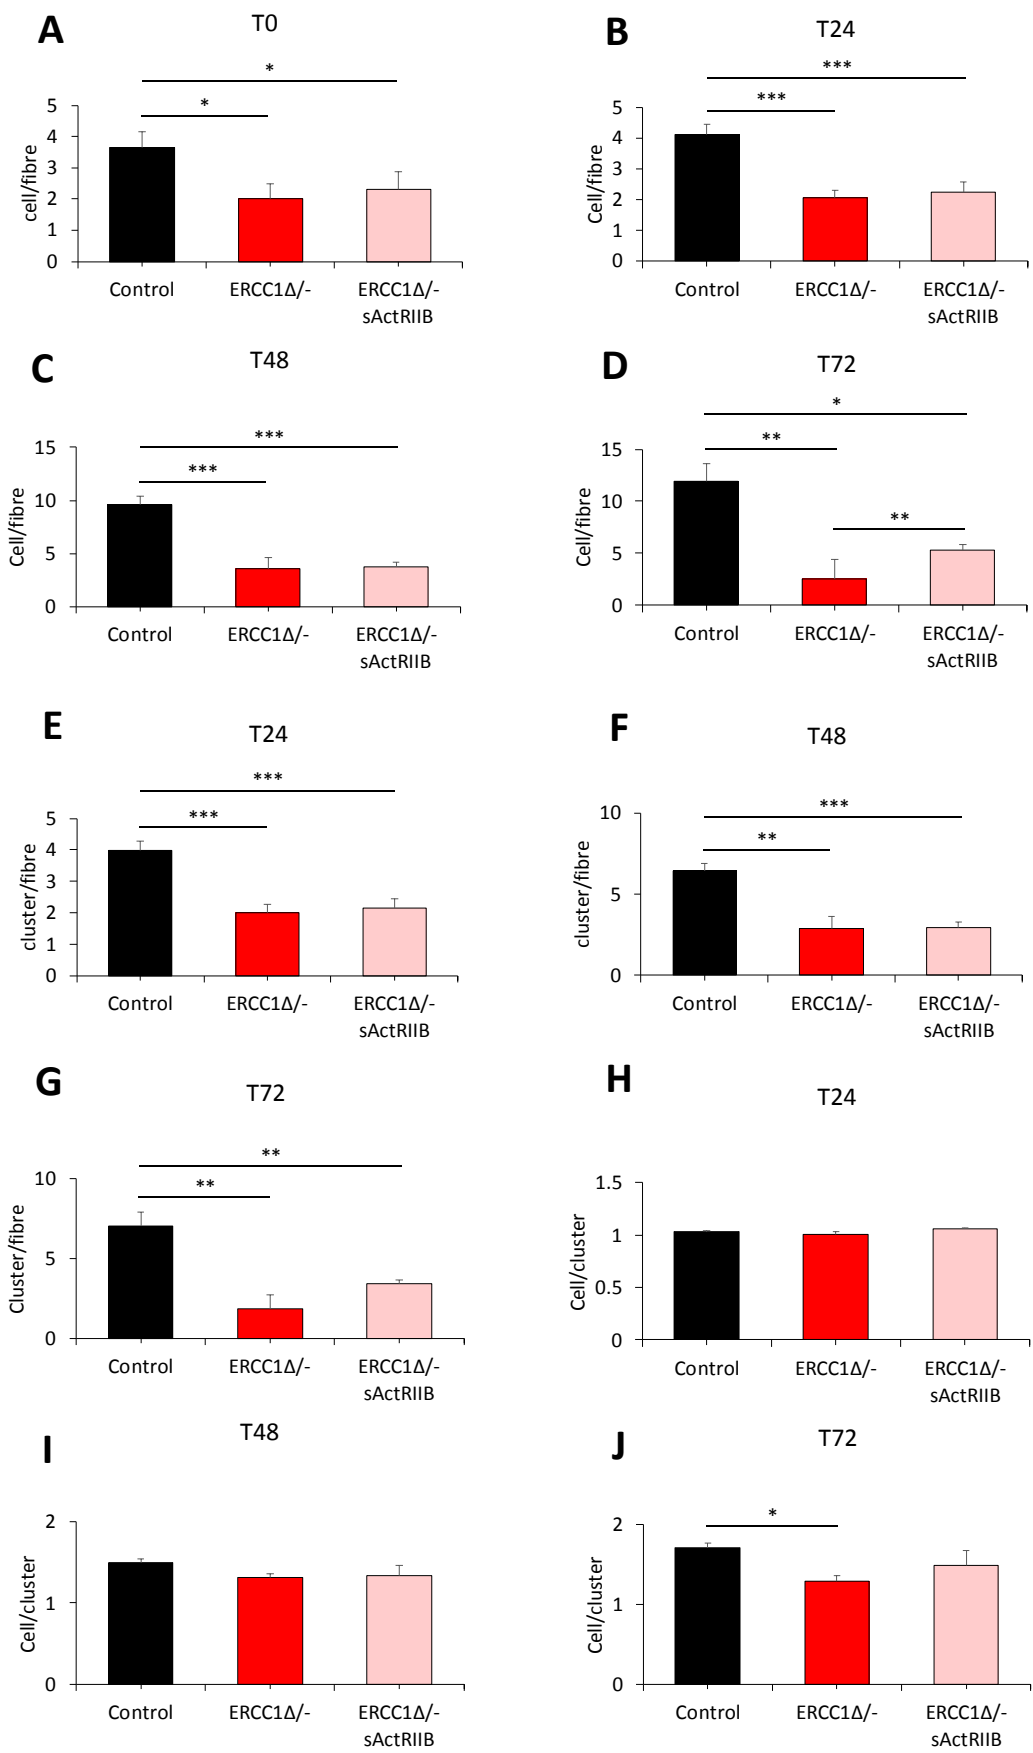 A
T0
*
*
5
4
3
2
1
0
cell/fibre
Control
ERCC1Δ/-
ERCC1Δ/-
sActRIIB
B
T24
***
***
5
4
3
2
1
0
Cell/fibre
Control
ERCC1Δ/-
ERCC1Δ/-
sActRIIB
C
T48
***
***
15
10
5
0
Cell/fibre
Control
ERCC1Δ/-
ERCC1Δ/-
sActRIIB
D
T72
*
**
**
15
10
5
0
Cell/fibre
Control
ERCC1Δ/-
ERCC1Δ/-
sActRIIB
E
T24
***
***
5
4
3
2
1
0
cluster/fibre
Control
ERCC1Δ/-
ERCC1Δ/-
sActRIIB
F
T48
***
**
10
5
0
cluster/fibre
Control
ERCC1Δ/-
ERCC1Δ/-
sActRIIB
G
T72
**
**
10
5
0
Cluster/fibre
Control
ERCC1Δ/-
ERCC1Δ/-
sActRIIB
H
T24
1.5
1
0.5
0
Cell/cluster
Control
ERCC1Δ/-
ERCC1Δ/-
sActRIIB
I
T48
2
1
0
Cell/cluster
Control
ERCC1Δ/-
ERCC1Δ/-
sActRIIB
J
T72
*
2
1
0
Cell/cluster
Control
ERCC1Δ/-
ERCC1Δ/-
sActRIIB